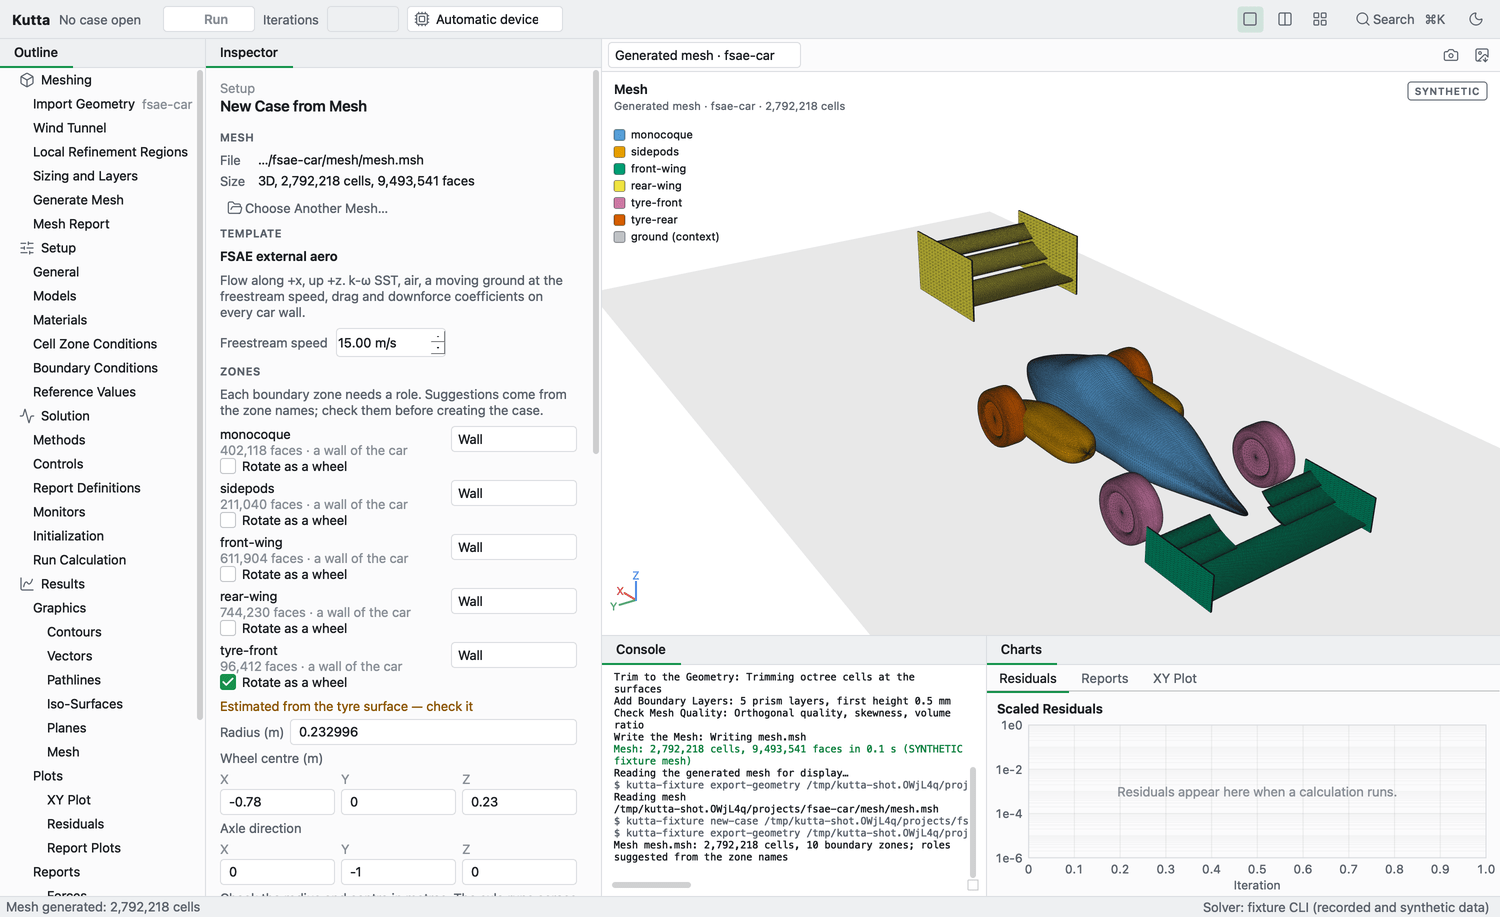 Kutta No case open Run Iterations Automatic device Search ⌘K
Outline
Meshing
Import Geometry fsae-car
Wind Tunnel
Local Refinement Regions
Sizing and Layers
Generate Mesh
Mesh Report
Setup
General
Models
Materials
Cell Zone Conditions
Boundary Conditions
Reference Values
Solution
Methods
Controls
Report Definitions
Monitors
Initialization
Run Calculation
Results
Graphics
Contours
Vectors
Pathlines
Iso-Surfaces
Planes
Mesh
Plots
XY Plot
Residuals
Report Plots
Reports
Inspector
Setup
New Case from Mesh
MESH
File .../fsae-car/mesh/mesh.msh
Size 3D, 2,792,218 cells, 9,493,541 faces
Choose Another Mesh...
TEMPLATE
FSAE external aero
Flow along +x, up +z. k-ω SST, air, a moving ground at the
freestream speed, drag and downforce coefficients on
every car wall.
Freestream speed 15.00 m/s
ZONES
Each boundary zone needs a role. Suggestions come from
the zone names; check them before creating the case.
monocoque Wall
402,118 faces · a wall of the car
Rotate as a wheel
sidepods Wall
211,040 faces · a wall of the car
Rotate as a wheel
front-wing Wall
611,904 faces · a wall of the car
Rotate as a wheel
rear-wing Wall
744,230 faces · a wall of the car
Rotate as a wheel
tyre-front Wall
96,412 faces · a wall of the car
Rotate as a wheel
Estimated from the tyre surface — check it
Radius (m) 0.232996
Wheel centre (m)
X Y Z
-0.78 0 0.23
Axle direction
X Y Z
0 -1 0
Generated mesh · fsae-car
Mesh
Generated mesh · fsae-car · 2,792,218 cells
SYNTHETIC
monocoque
sidepods
front-wing
rear-wing
tyre-front
tyre-rear
ground (context)
Z
X
Y
Console
Trim to the Geometry: Trimming octree cells at the
surfaces
Add Boundary Layers: 5 prism layers, first height 0.5 mm
Check Mesh Quality: Orthogonal quality, skewness, volume
ratio
Write the Mesh: Writing mesh.msh
Mesh: 2,792,218 cells, 9,493,541 faces in 0.1 s (SYNTHETIC
fixture mesh)
Reading the generated mesh for display…
$ kutta-fixture export-geometry /tmp/kutta-shot.OWjL4q/proj
Reading mesh
/tmp/kutta-shot.OWjL4q/projects/fsae-car/mesh/mesh.msh
$ kutta-fixture new-case /tmp/kutta-shot.OWjL4q/projects/fs
$ kutta-fixture export-geometry /tmp/kutta-shot.OWjL4q/proj
Mesh mesh.msh: 2,792,218 cells, 10 boundary zones; roles
suggested from the zone names
Charts
Residuals Reports XY Plot
Scaled Residuals
1e0
1e-2
1e-4
1e-6
Residuals appear here when a calculation runs.
0 0.1 0.2 0.3 0.4 0.5 0.6 0.7 0.8 0.9 1.0
Iteration
Mesh generated: 2,792,218 cells
Solver: fixture CLI (recorded and synthetic data)